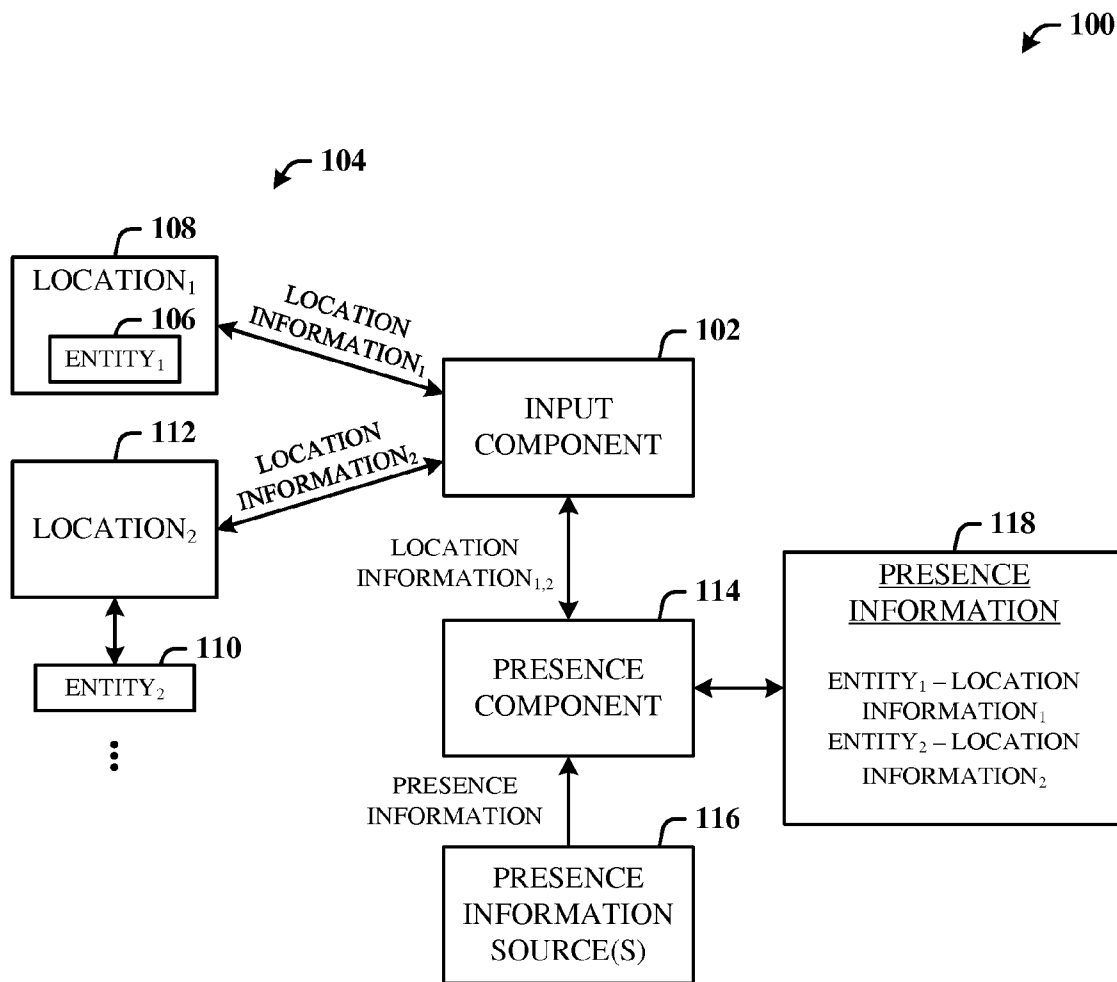 100
104
108
LOCATION₁
106
ENTITY₁
LOCATION
INFORMATION₁
102
INPUT
COMPONENT
112
LOCATION₂
LOCATION
INFORMATION₂
110
ENTITY₂
LOCATION
INFORMATION₁,₂
114
PRESENCE
COMPONENT
118
PRESENCE
INFORMATION
ENTITY₁ – LOCATION
INFORMATION₁
ENTITY₂ – LOCATION
INFORMATION₂
PRESENCE
INFORMATION
116
PRESENCE
INFORMATION
SOURCE(S)